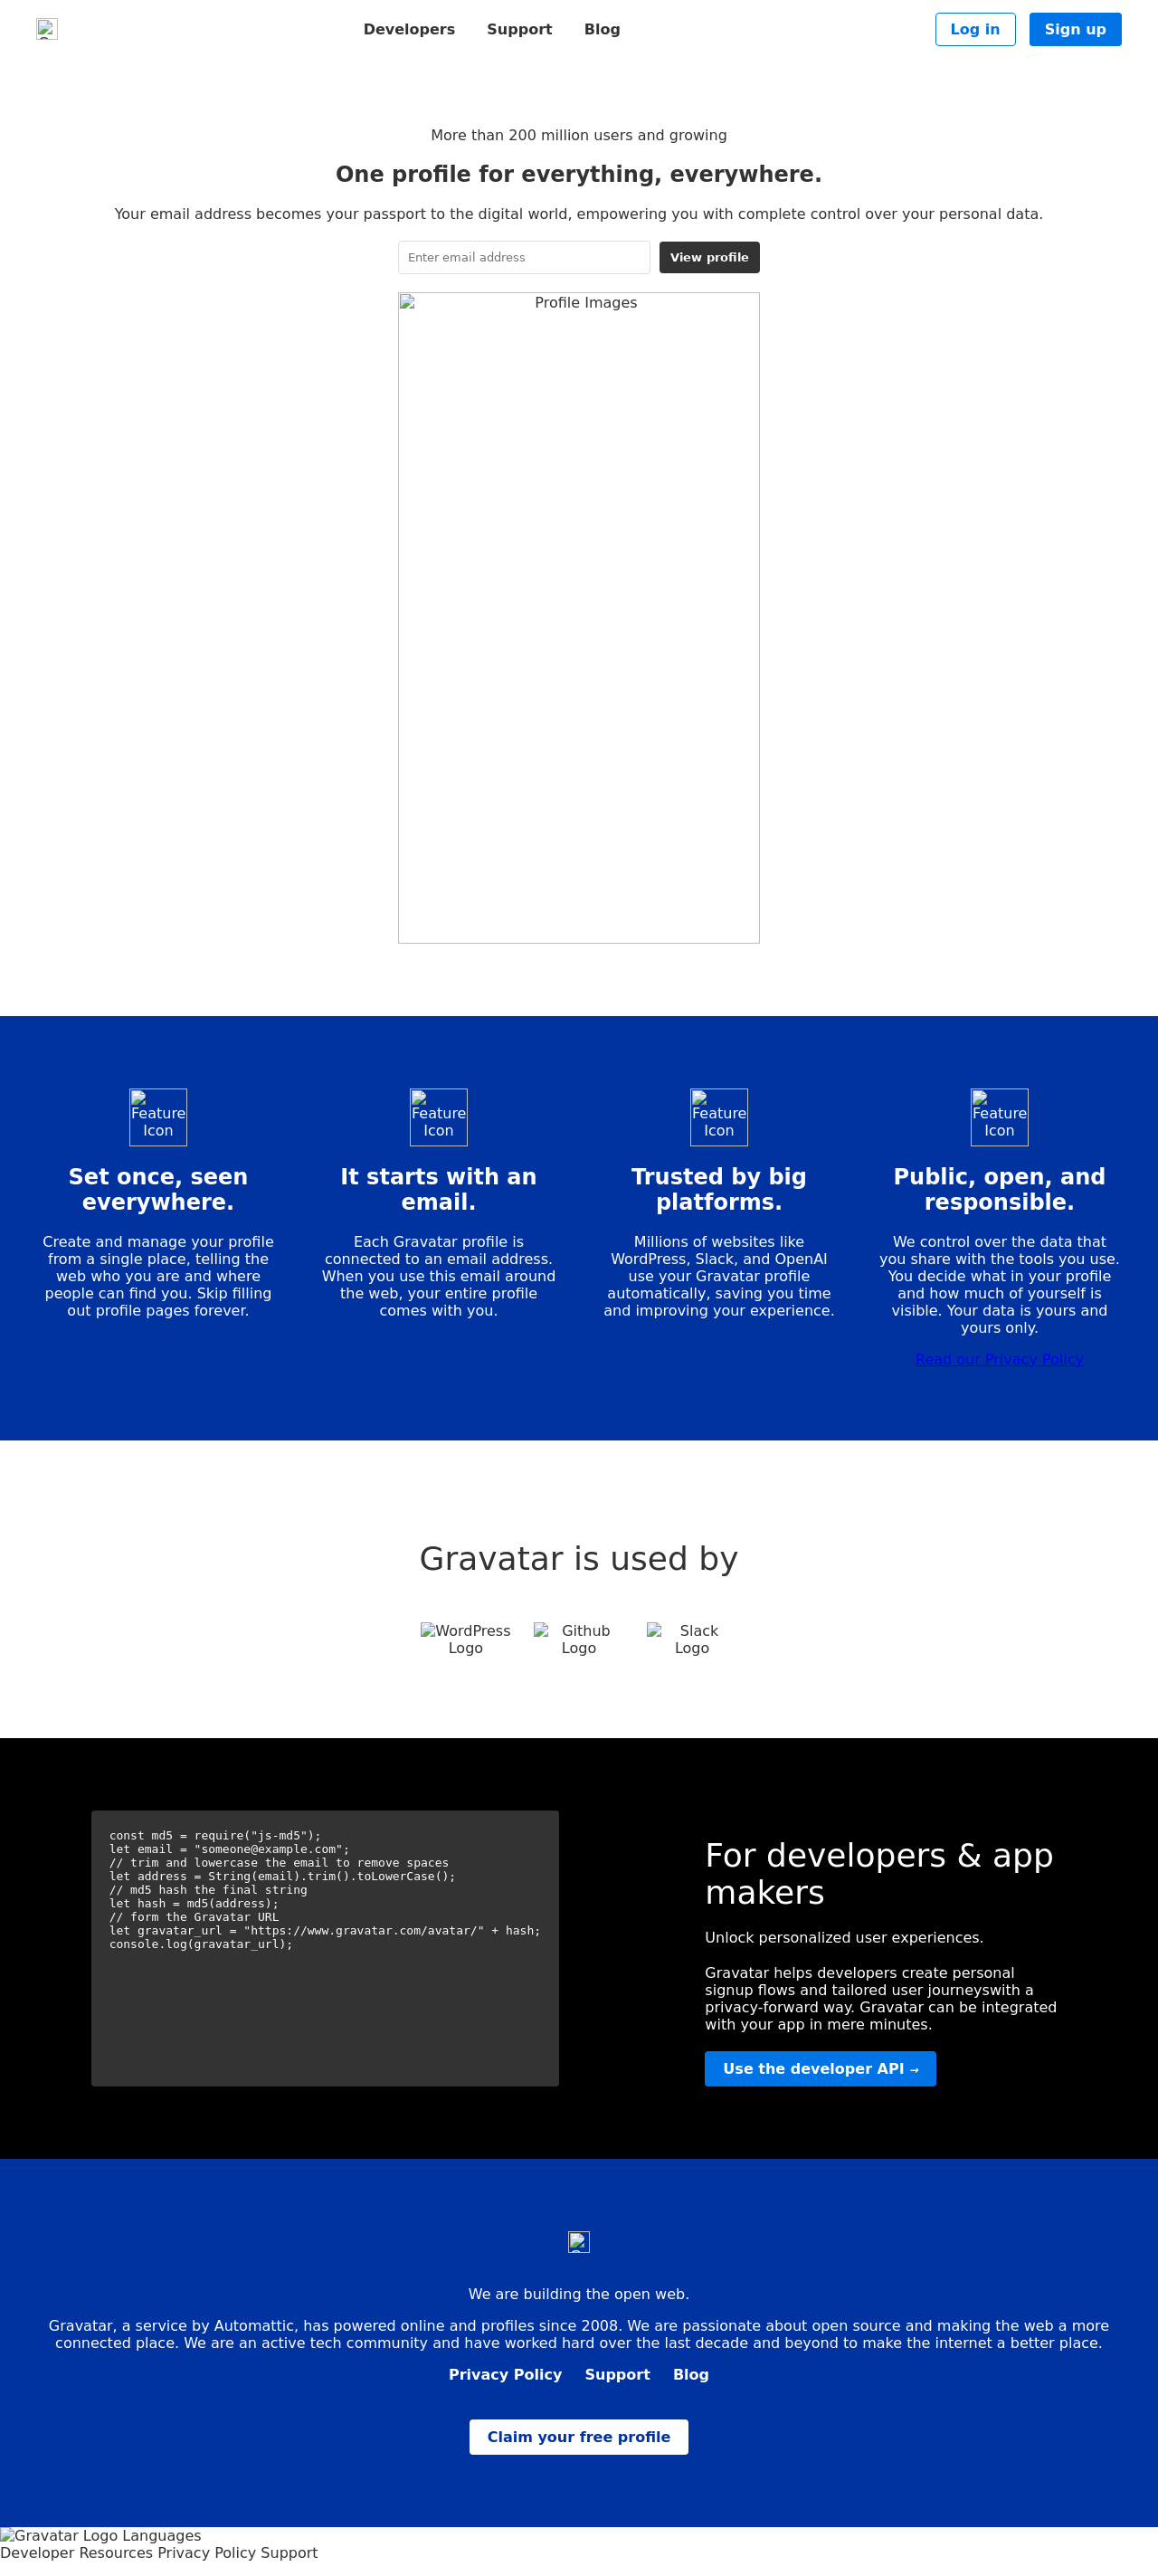 Developers Support Blog Log in Sign up
More than 200 million users and growing
One profile for everything, everywhere.
Your email address becomes your passport to the digital world, empowering you with complete control over your personal data.
Enter email address View profile
Profile Images
Feature
Icon
Set once, seen
everywhere.
Create and manage your profile
from a single place, telling the
web who you are and where
people can find you. Skip filling
out profile pages forever.
Feature
Icon
It starts with an
email.
Each Gravatar profile is
connected to an email address.
When you use this email around
the web, your entire profile
comes with you.
Feature
Icon
Trusted by big
platforms.
Millions of websites like
WordPress, Slack, and OpenAI
use your Gravatar profile
automatically, saving you time
and improving your experience.
Feature
Icon
Public, open, and
responsible.
We control over the data that
you share with the tools you use.
You decide what in your profile
and how much of yourself is
visible. Your data is yours and
yours only.
Read our Privacy Policy
Gravatar is used by
WordPress
Logo
Github
Logo
Slack
Logo
const md5 = require("js-md5");
let email = "someone@example.com";
// trim and lowercase the email to remove spaces
let address = String(email).trim().toLowerCase();
// md5 hash the final string
let hash = md5(address);
// form the Gravatar URL
let gravatar_url = "https://www.gravatar.com/avatar/" + hash;
console.log(gravatar_url);
For developers & app
makers
Unlock personalized user experiences.
Gravatar helps developers create personal
signup flows and tailored user journeyswith a
privacy-forward way. Gravatar can be integrated
with your app in mere minutes.
Use the developer API →
We are building the open web.
Gravatar, a service by Automattic, has powered online and profiles since 2008. We are passionate about open source and making the web a more
connected place. We are an active tech community and have worked hard over the last decade and beyond to make the internet a better place.
Privacy Policy Support Blog
Claim your free profile
Gravatar Logo Languages
Developer Resources Privacy Policy Support